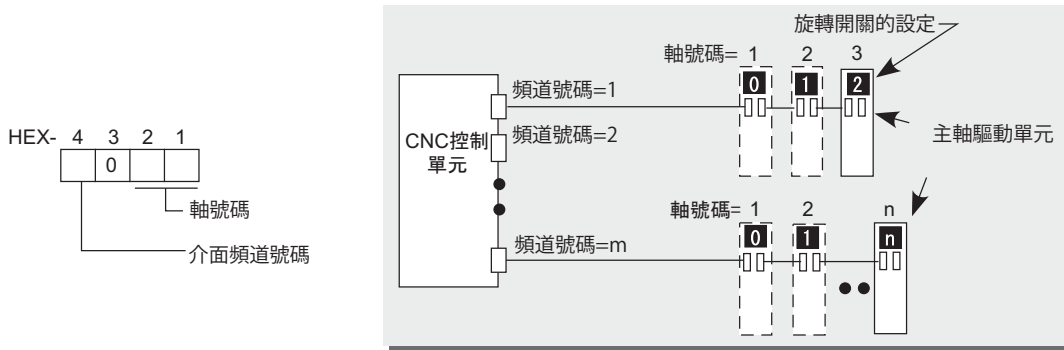 HEX- 4 3 2 1
0
軸號碼
介面頻道號碼
旋轉開關的設定
軸號碼= 1 2 3
0 1 2
頻道號碼=1
CNC控制
單元
頻道號碼=2
主軸驅動單元
軸號碼= 1 2 n
0 1 n
頻道號碼=m